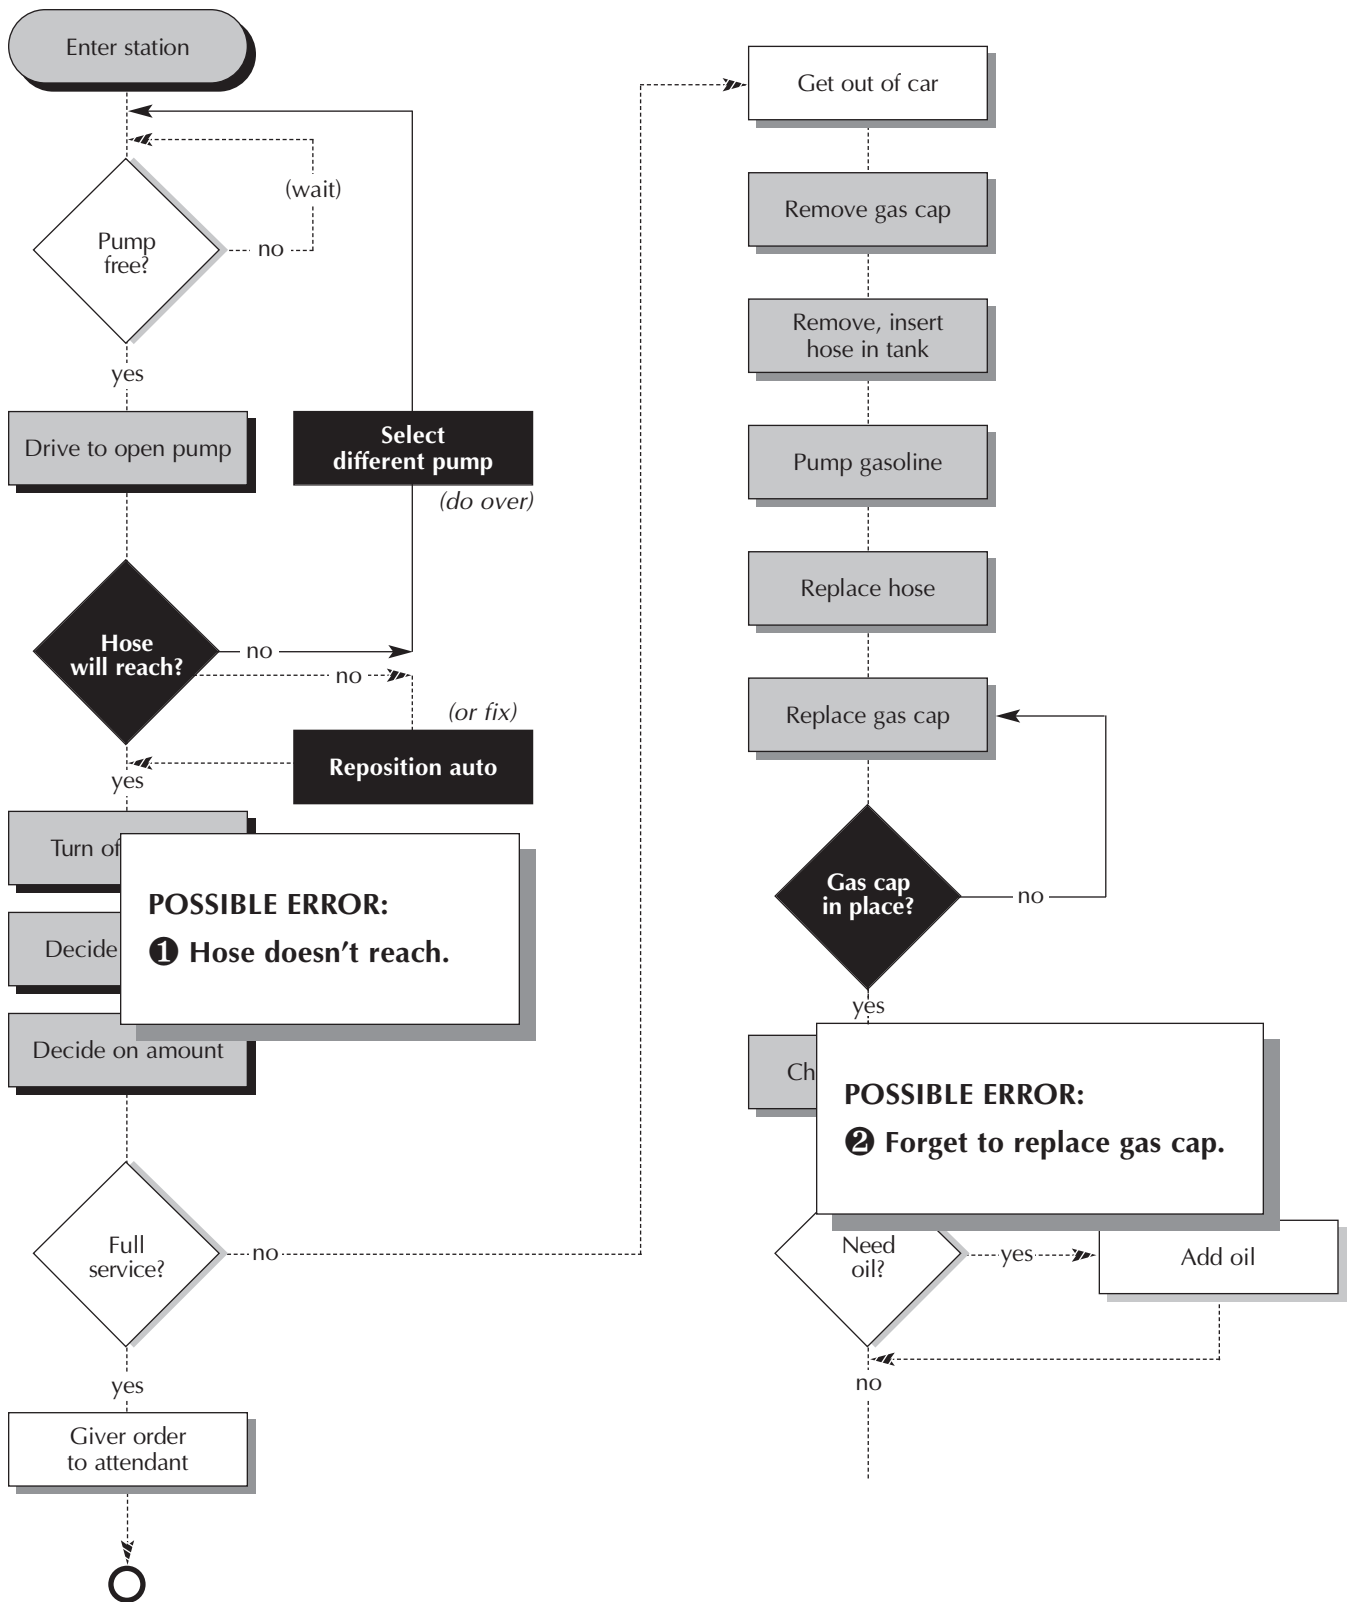 Enter station
(wait)
Pump
free?
no
yes
Drive to open pump
Select
different pump
(do over)
Hose
will reach?
no
no
(or fix)
Reposition auto
yes
Turn
Decide
POSSIBLE ERROR:
❶ Hose doesn't reach.
Decide on amount
Full
service?
no
yes
Giver order
to attendant
Get out of car
Remove gas cap
Remove, insert
hose in tank
Pump gasoline
Replace hose
Replace gas cap
Gas cap
in place?
no
yes
POSSIBLE ERROR:
❷ Forget to replace gas cap.
Need
oil?
yes
Add oil
no